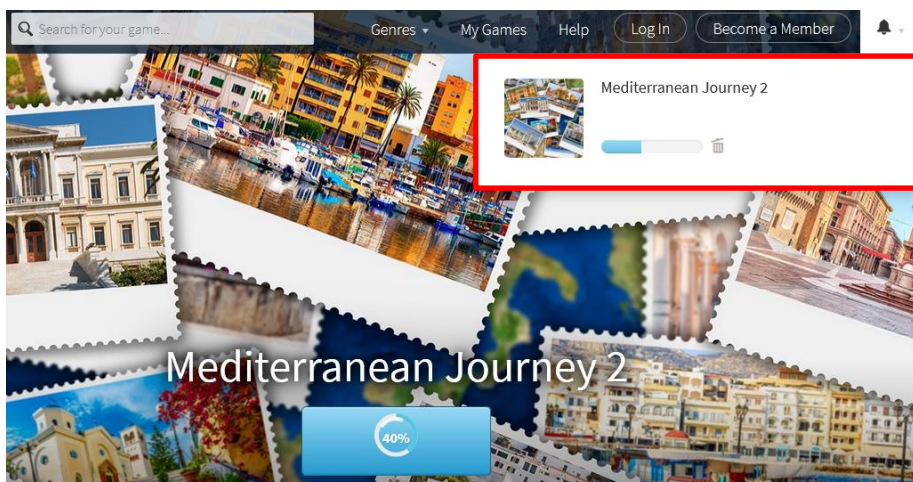 Search for your game...
Genres
My Games
Help
Log In
Become a Member
Mediterranean Journey 2
Mediterranean Journey 2
40%